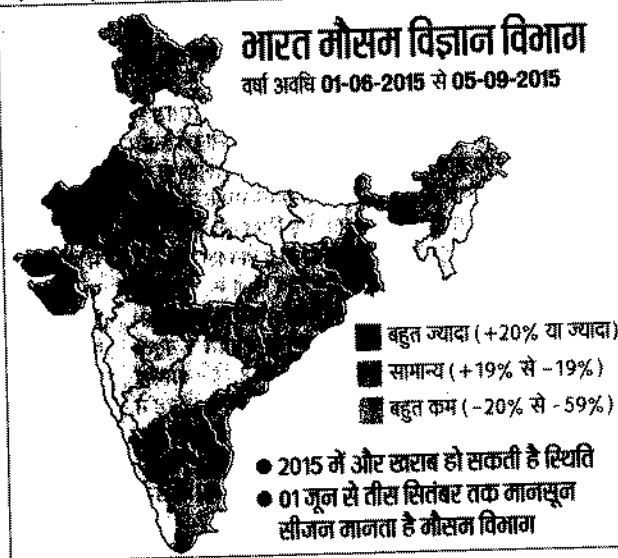 भारत मौसम विज्ञान विभाग
वर्षा अवधि 01-06-2015 से 05-09-2015
बहुत ज्यादा (+20% या ज्यादा)
सामान्य (+19% से -19%)
बहुत कम (-20% से -59%)
● 2015 में और खराब हो सकती है स्थिति
● 01 जून से तीस सितंबर तक मानसून
सीजन मानता है मौसम विभाग